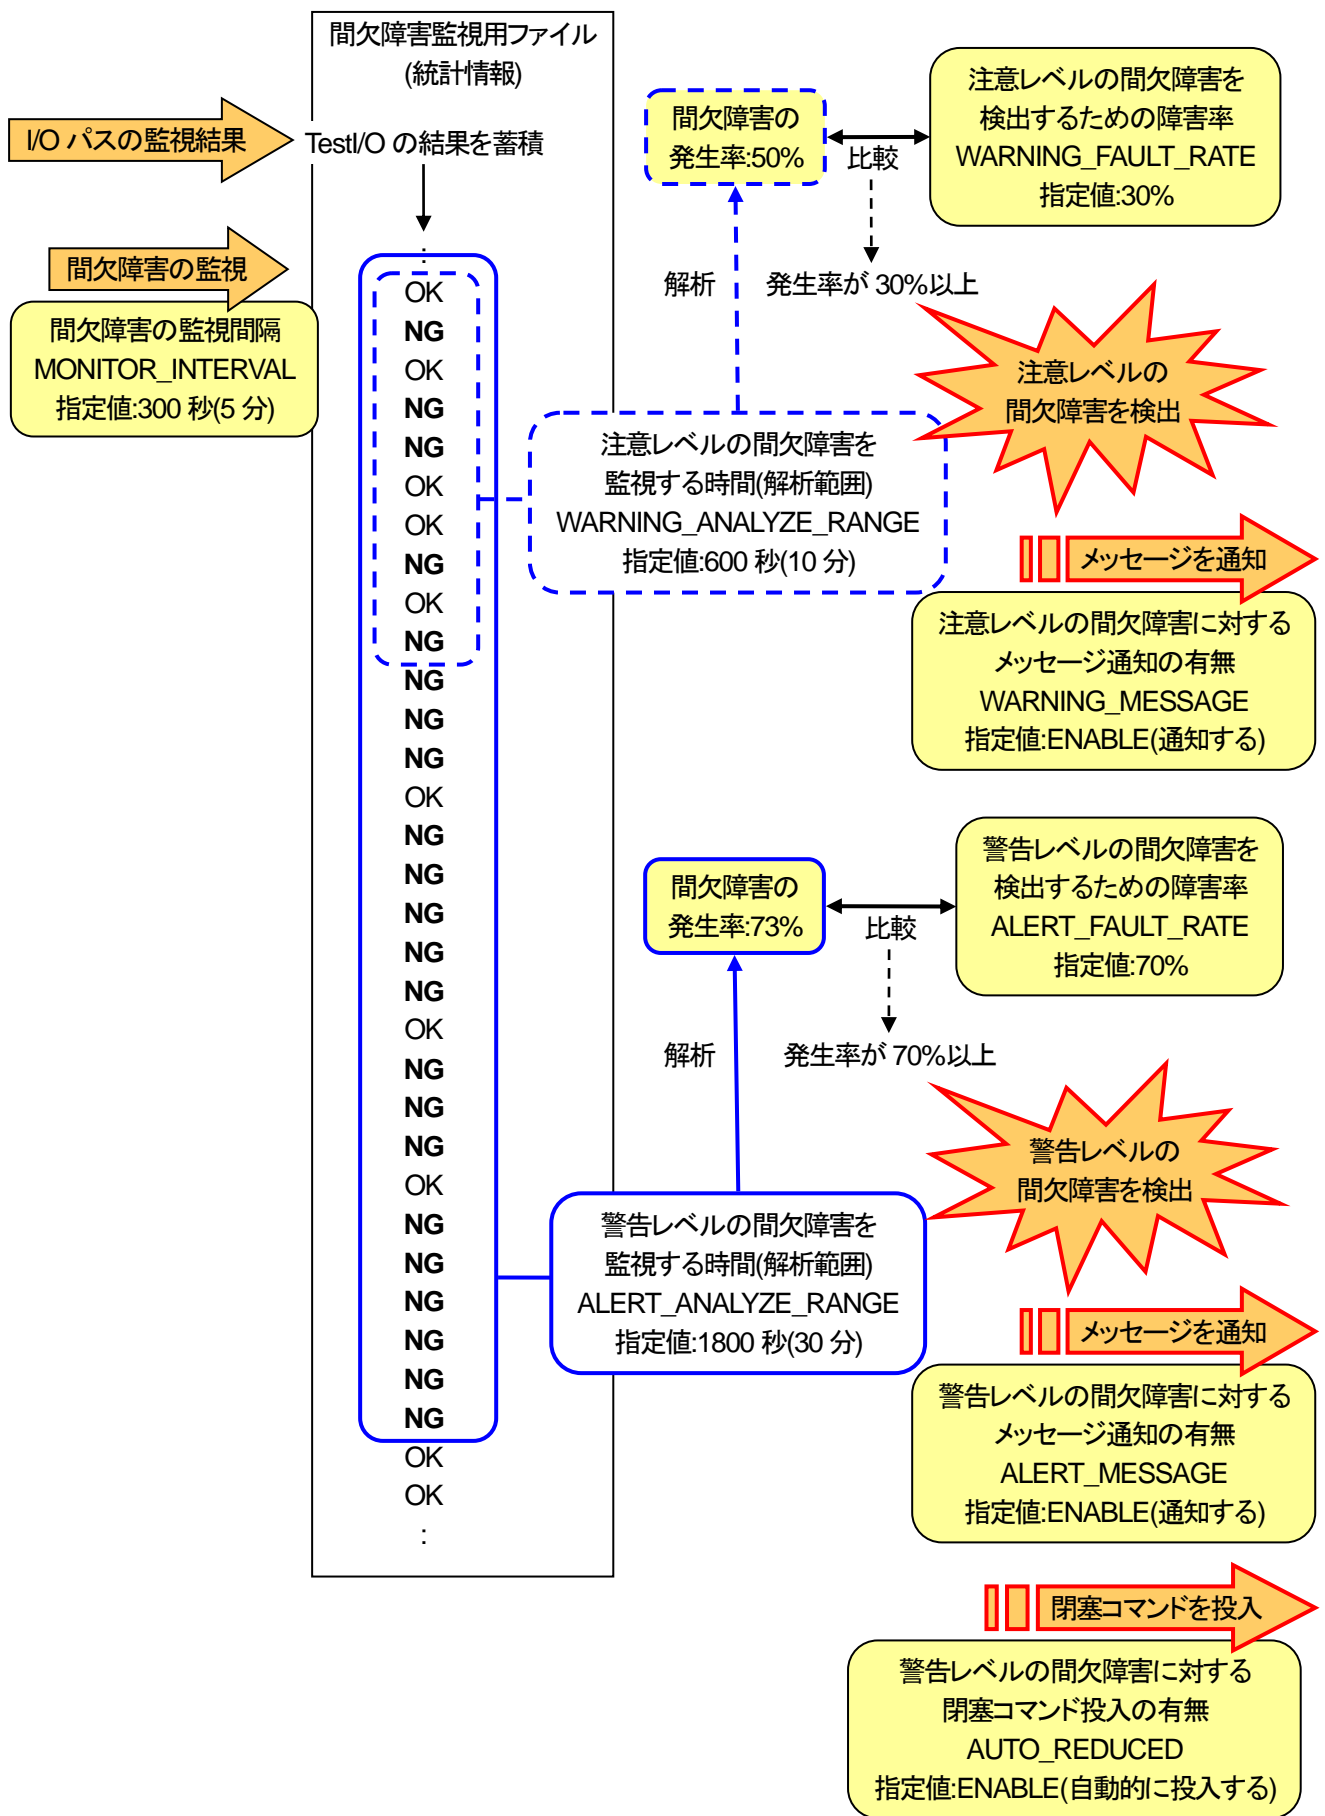 間欠障害監視用ファイル
(統計情報)
I/O パスの監視結果
TestI/O の結果を蓄積
間欠障害の監視
間欠障害の監視間隔
MONITOR_INTERVAL
指定値:300 秒(5 分)
:
OK
NG
OK
NG
NG
OK
OK
NG
OK
NG
NG
NG
NG
OK
NG
NG
NG
NG
NG
OK
NG
NG
NG
OK
NG
NG
NG
NG
NG
NG
OK
OK
:
間欠障害の
発生率:50%
比較
注意レベルの間欠障害を
検出するための障害率
WARNING_FAULT_RATE
指定値:30%
解析
発生率が 30%以上
注意レベルの
間欠障害を検出
注意レベルの間欠障害を
監視する時間(解析範囲)
WARNING_ANALYZE_RANGE
指定値:600 秒(10 分)
メッセージを通知
注意レベルの間欠障害に対する
メッセージ通知の有無
WARNING_MESSAGE
指定値:ENABLE(通知する)
間欠障害の
発生率:73%
比較
警告レベルの間欠障害を
検出するための障害率
ALERT_FAULT_RATE
指定値:70%
解析
発生率が 70%以上
警告レベルの
間欠障害を検出
警告レベルの間欠障害を
監視する時間(解析範囲)
ALERT_ANALYZE_RANGE
指定値:1800 秒(30 分)
メッセージを通知
警告レベルの間欠障害に対する
メッセージ通知の有無
ALERT_MESSAGE
指定値:ENABLE(通知する)
閉塞コマンドを投入
警告レベルの間欠障害に対する
閉塞コマンド投入の有無
AUTO_REDUCED
指定値:ENABLE(自動的に投入する)